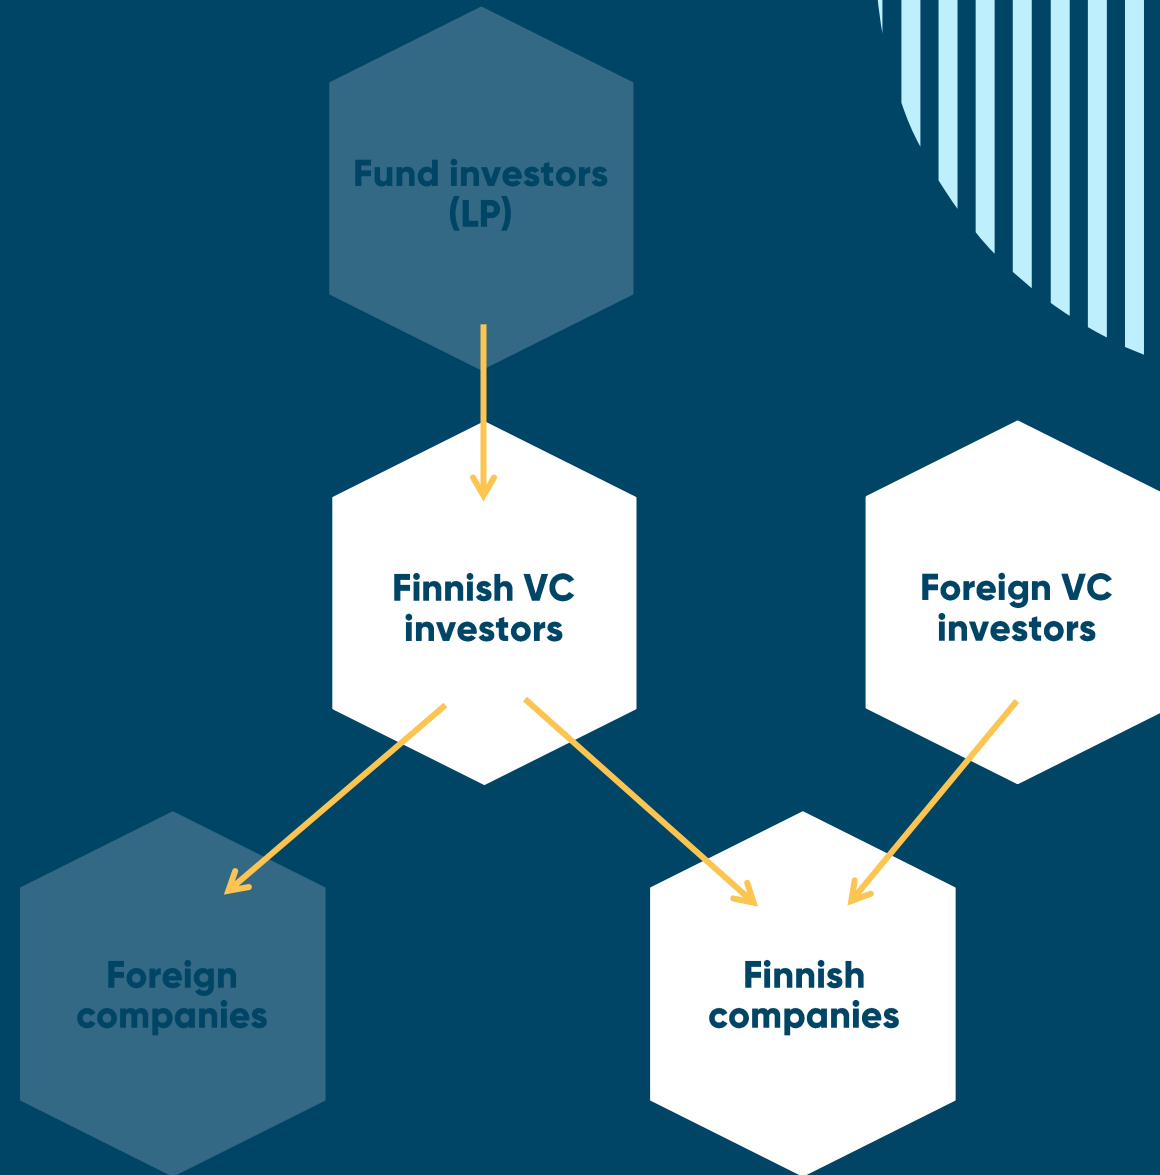 Fund investors
(LP)
Finnish VC
investors
Foreign VC
investors
Foreign
companies
Finnish
companies